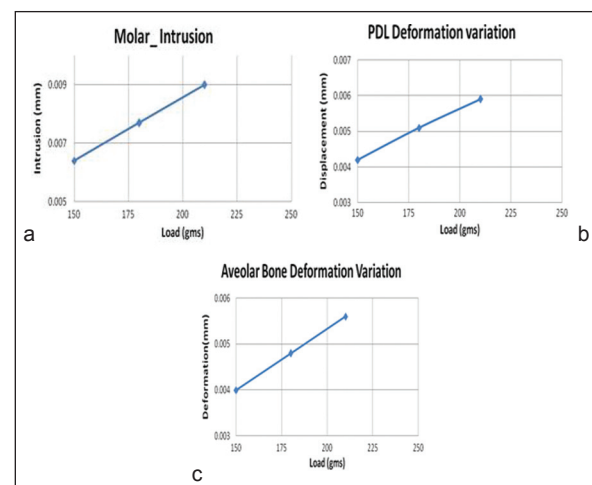 Molar_ Intrusion
Intrusion (mm)
0.009
0.007
0.005
150 175 200 225 250
Load (gms)
a
PDL Deformation variation
Displacement (mm)
0.007
0.006
0.005
0.004
0.003
150 175 200 225 250
Load (gms)
b
Aveolar Bone Deformation Variation
Deformation(mm)
0.006
0.005
0.004
0.003
150 175 200 225 250
Load (gms)
c